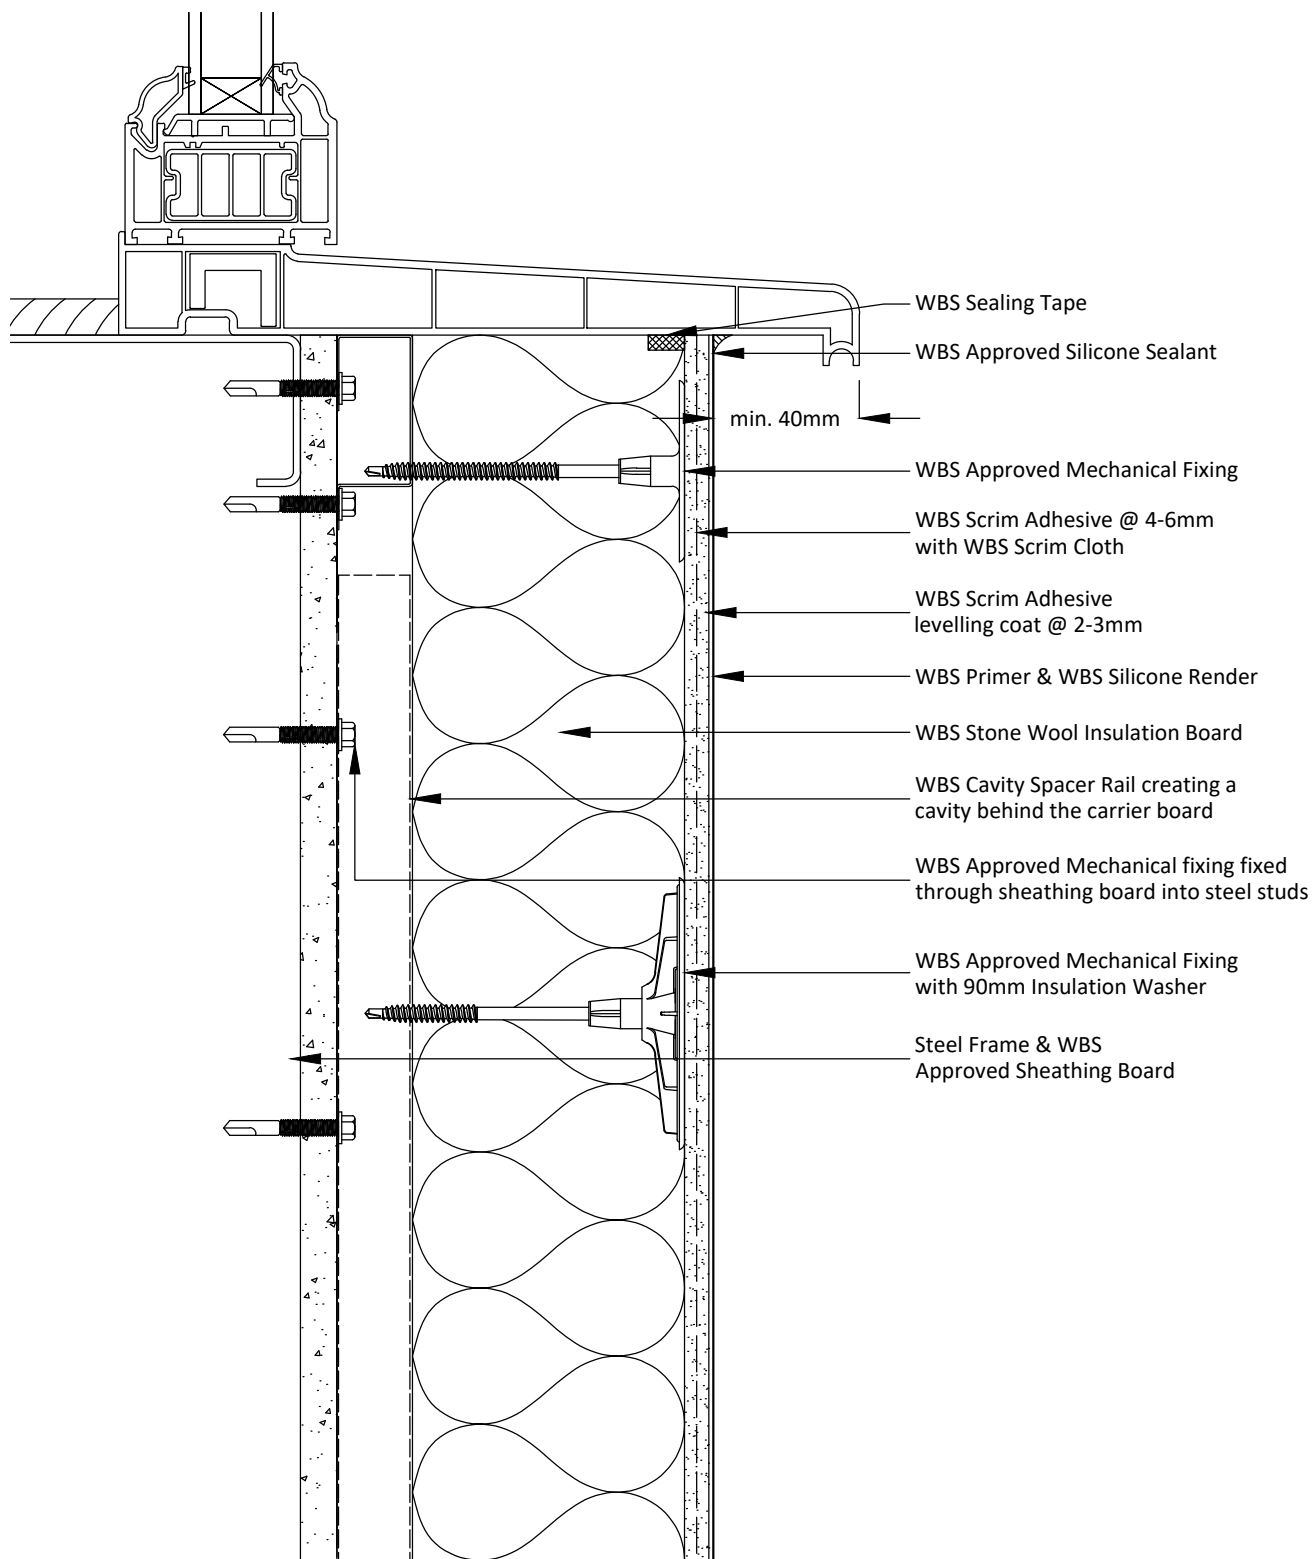 WBS Sealing Tape
WBS Approved Silicone Sealant
min. 40mm
WBS Approved Mechanical Fixing
WBS Scrim Adhesive @ 4-6mm
with WBS Scrim Cloth
WBS Scrim Adhesive
levelling coat @ 2-3mm
WBS Primer & WBS Silicone Render
WBS Stone Wool Insulation Board
WBS Cavity Spacer Rail creating a
cavity behind the carrier board
WBS Approved Mechanical fixing fixed
through sheathing board into steel studs
WBS Approved Mechanical Fixing
with 90mm Insulation Washer
Steel Frame & WBS
Approved Sheathing Board